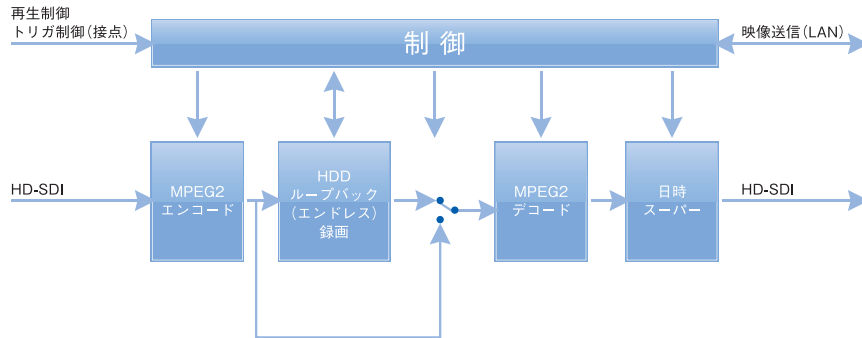 再生制御
トリガ制御(接点)
制御
映像送信(LAN)
HD-SDI
MPEG2
エンコード
HDD
ループバック
(エンドレス)
録画
MPEG2
デコード
日時
スーパー
HD-SDI